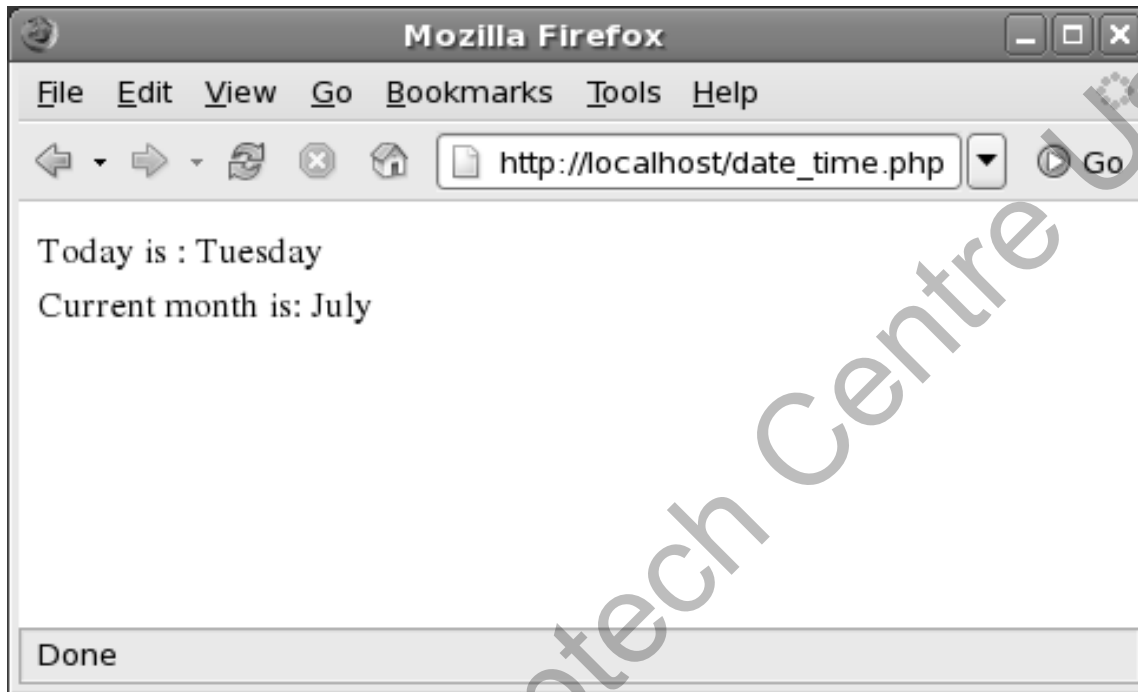 Mozilla Firefox
File Edit View Go Bookmarks Tools Help
http://localhost/date_time.php Go
Today is : Tuesday
Current month is: July
Done
Centre